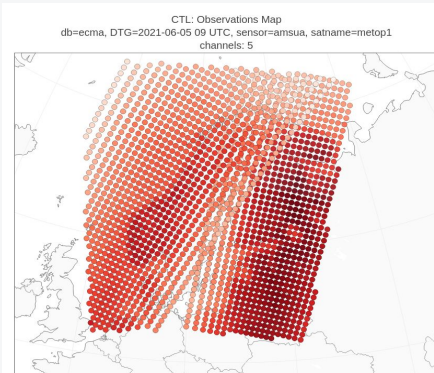 CTL: Observations Map
db=ecma, DTG=2021-06-05 09 UTC, sensor=amsua, satname=metop1
channels: 5